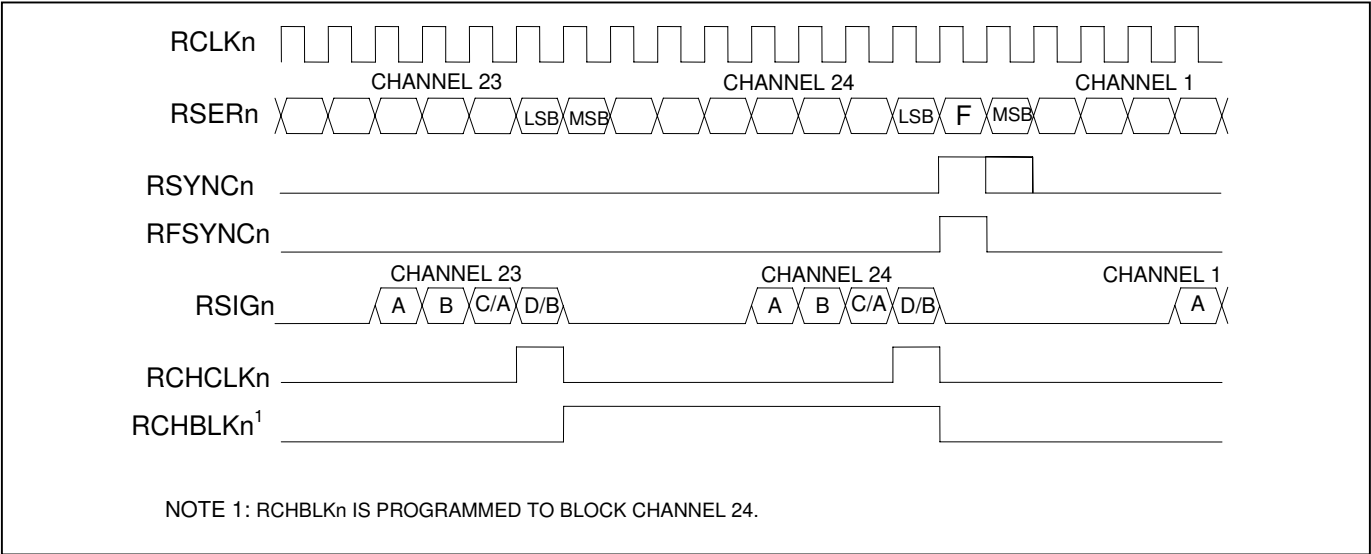 RCLKn
CHANNEL 23 CHANNEL 24 CHANNEL 1
RSERn LSB MSB LSB F MSB
RSYNCn
RFSYNCn
CHANNEL 23 CHANNEL 24 CHANNEL 1
RSIGn A B C/A D/B A B C/A D/B A
RCHCLKn
RCHBLKn1
NOTE 1: RCHBLKn IS PROGRAMMED TO BLOCK CHANNEL 24.